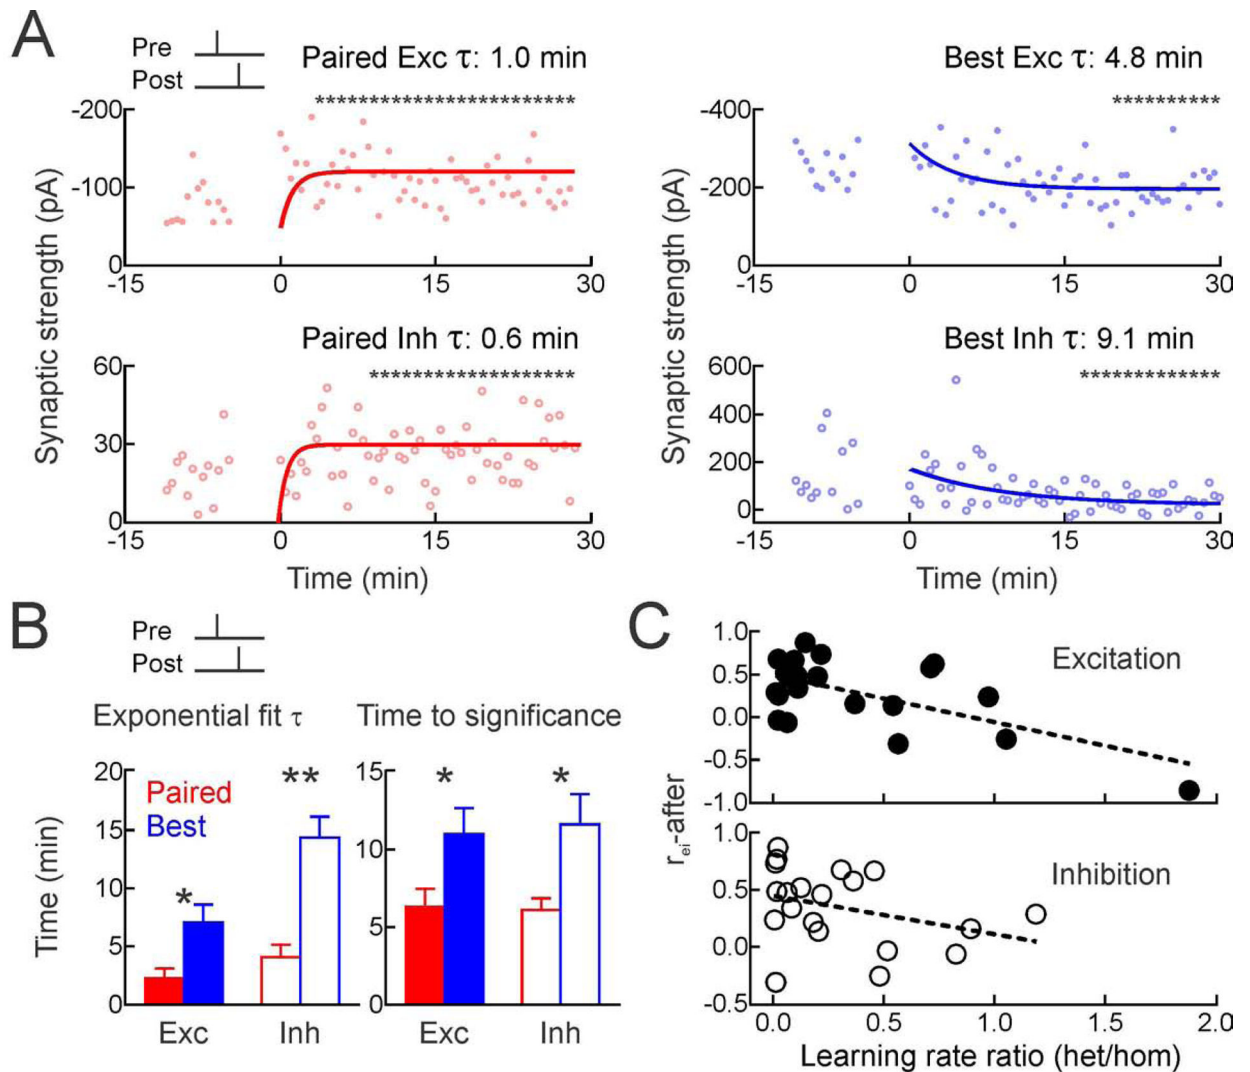 A
Pre
Post
Paired Exc τ: 1.0 min
Best Exc τ: 4.8 min
*************************
**********
Synaptic strength (pA)
-200
-100
0
-15
0
15
30
Synaptic strength (pA)
-400
-200
0
-15
0
15
30
Paired Inh τ: 0.6 min
Best Inh τ: 9.1 min
*******************
*************
60
30
0
-15
0
15
30
Time (min)
600
400
200
0
-15
0
15
30
Time (min)
B
Pre
Post
Exponential fit τ
Time to significance
Time (min)
20
15
10
5
0
Paired
Best
*
**
Exc
Inh
15
10
5
0
*
*
Exc
Inh
C
r_ei-after
1.0
0.5
0.0
-0.5
-1.0
Excitation
1.0
0.5
0.0
-0.5
Inhibition
0.0
0.5
1.0
1.5
2.0
Learning rate ratio (het/hom)